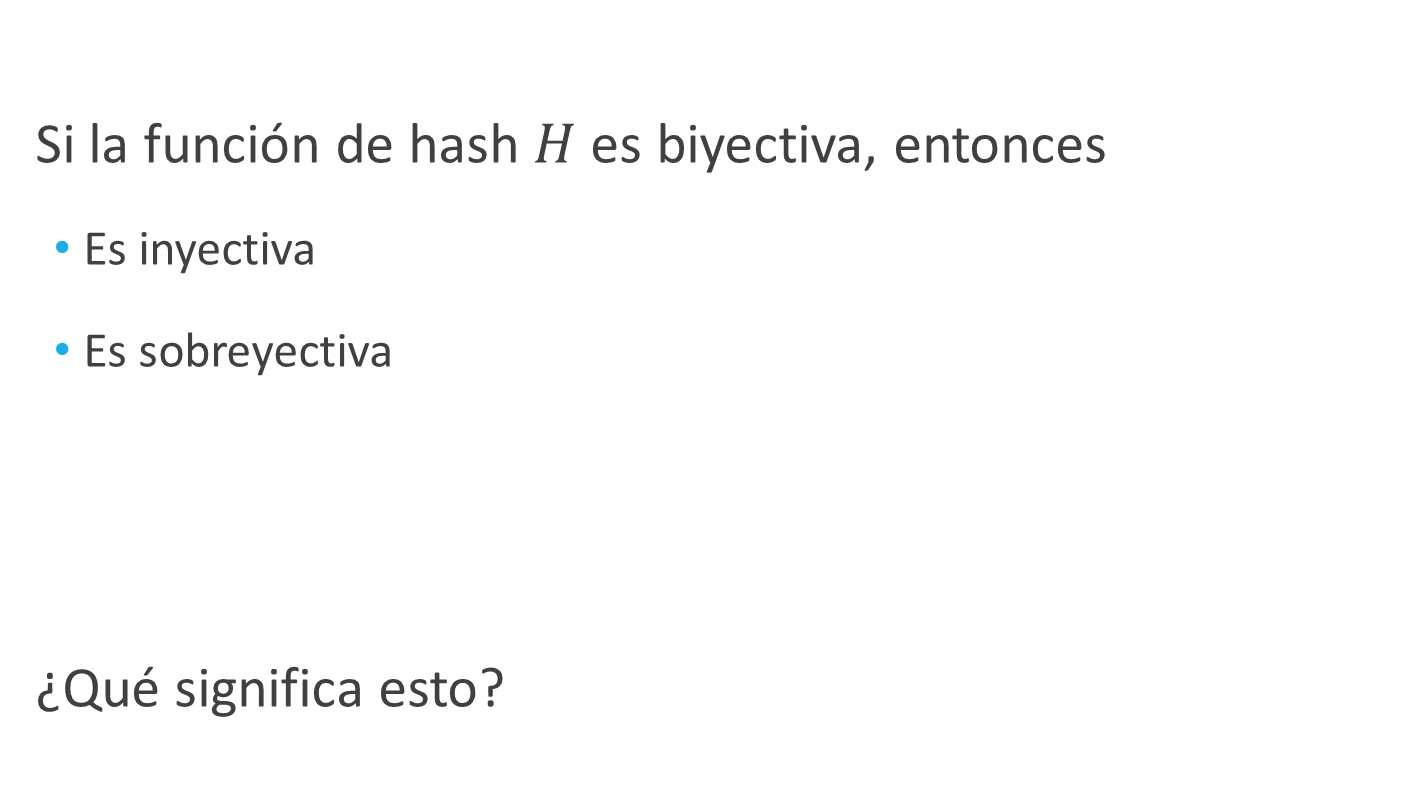 Si la función de hash H es biyectiva, entonces
• Es inyectiva
• Es sobreyectiva
¿Qué significa esto?